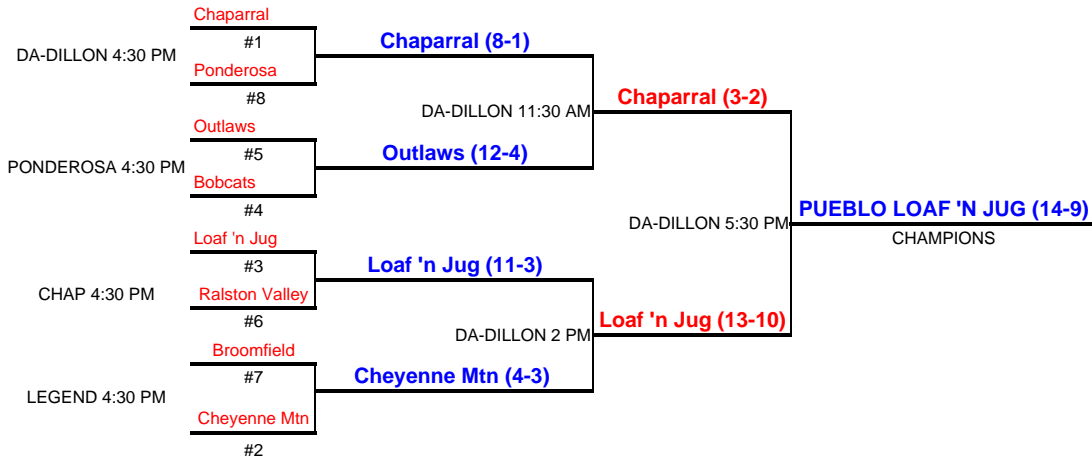 Chaparral
#1
Chaparral (8-1)
DA-DILLON 4:30 PM
Ponderosa
#8
DA-DILLON 11:30 AM
Chaparral (3-2)
Outlaws
#5
Outlaws (12-4)
PONDEROSA 4:30 PM
Bobcats
#4
DA-DILLON 5:30 PM
PUEBLO LOAF 'N JUG (14-9)
CHAMPIONS
Loaf 'n Jug
#3
Loaf 'n Jug (11-3)
CHAP 4:30 PM
Ralston Valley
#6
DA-DILLON 2 PM
Loaf 'n Jug (13-10)
Broomfield
#7
Cheyenne Mtn (4-3)
LEGEND 4:30 PM
Cheyenne Mtn
#2